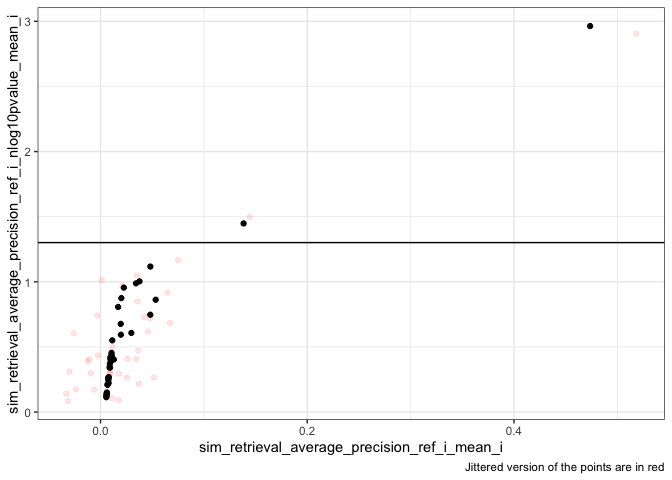 sim_retrieval_average_precision_ref_i_nlog10pvalue_mean_i
3
2
1
0
0.0
0.2
0.4
sim_retrieval_average_precision_ref_i_mean_i
Jittered version of the points are in red